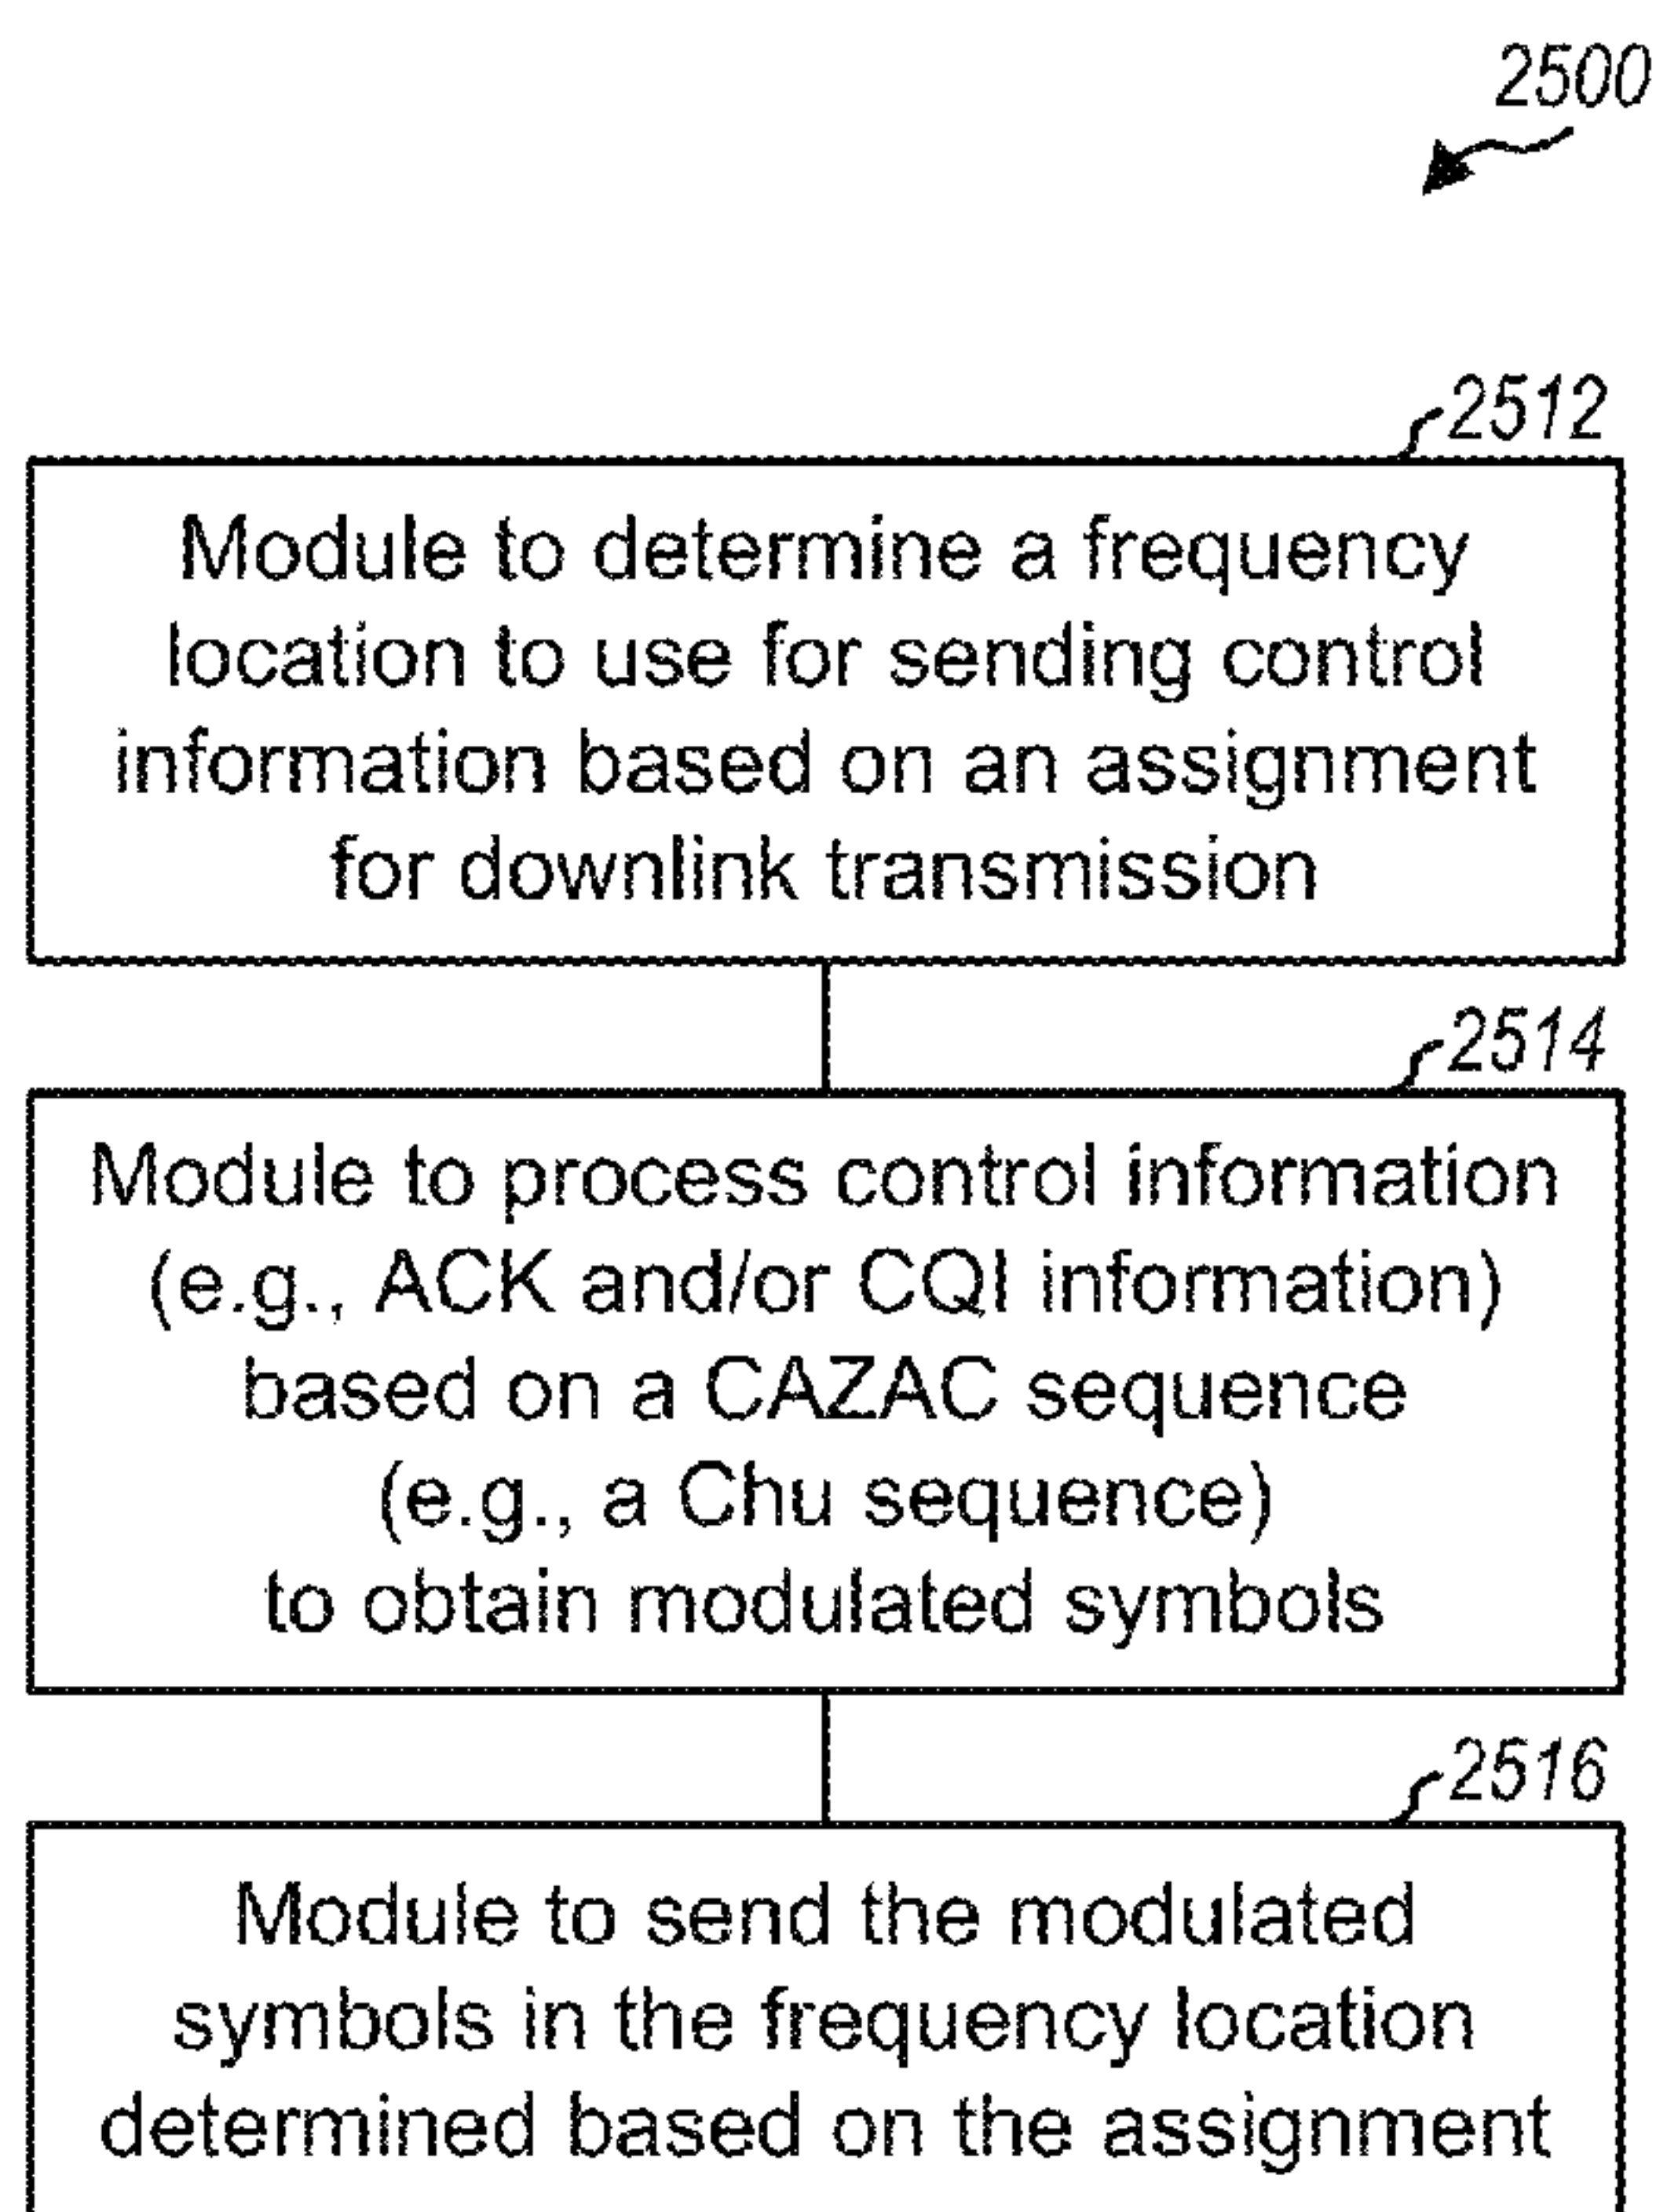 2500
2512
Module to determine a frequency
location to use for sending control
information based on an assignment
for downlink transmission
2514
Module to process control information
(e.g., ACK and/or CQI information)
based on a CAZAC sequence
(e.g., a Chu sequence)
to obtain modulated symbols
2516
Module to send the modulated
symbols in the frequency location
determined based on the assignment